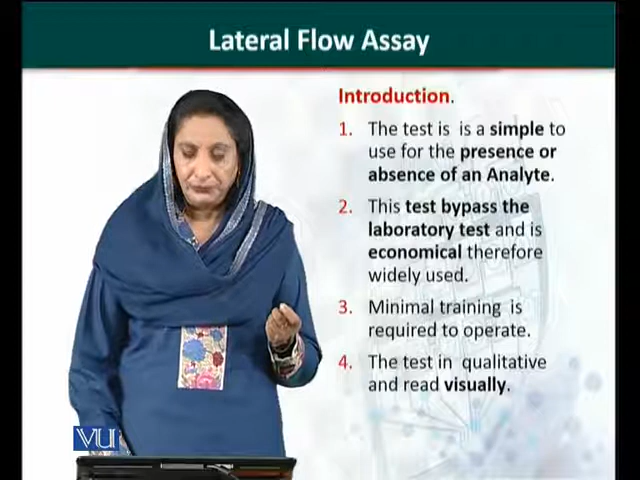 Lateral Flow Assay
Introduction.
1. The test is is a simple to
use for the presence or
absence of an Analyte.
2. This test bypass the
laboratory test and is
economical therefore
widely used.
3. Minimal training is
required to operate.
4. The test in qualitative
and read visually.
VU